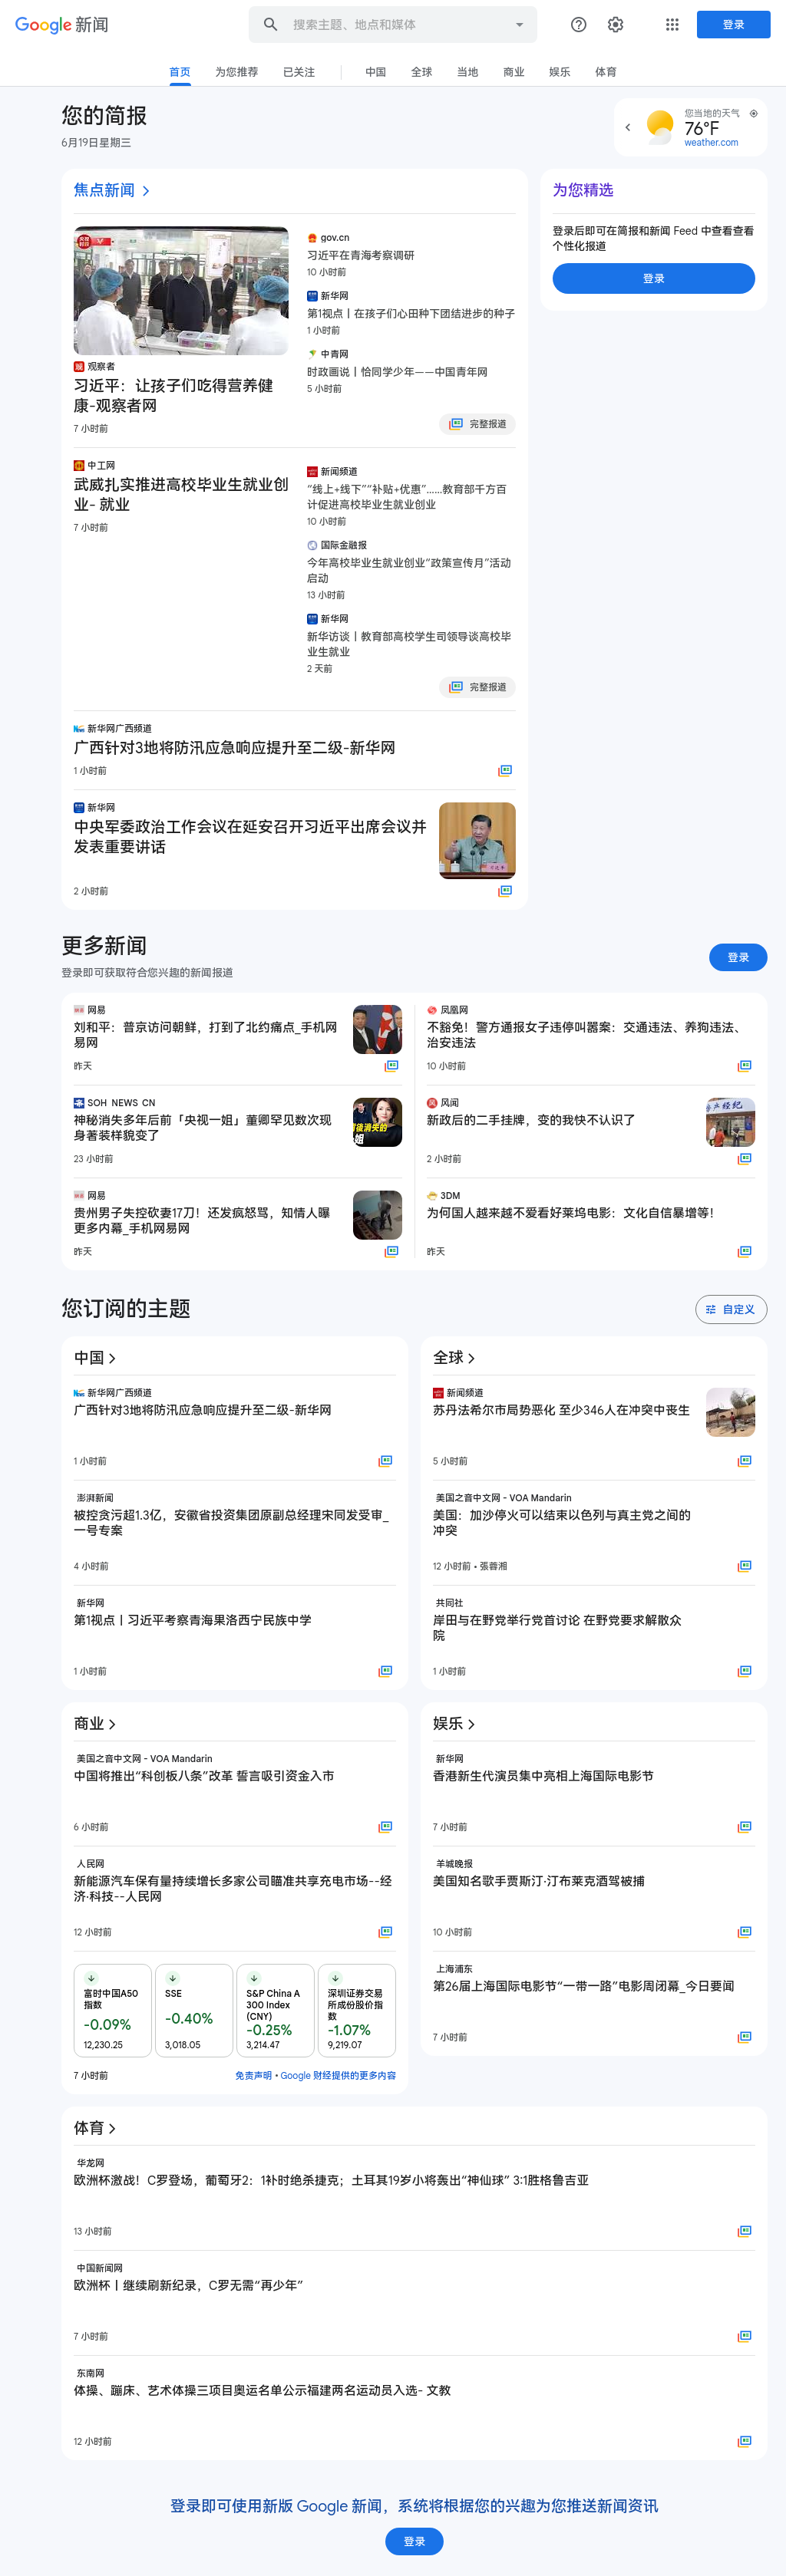 Google 新闻
搜索主题、地点和媒体
登录
首页
为您推荐
已关注
中国
全球
当地
商业
娱乐
体育
您的简报
6月19日星期三
您当地的天气
76°F
weather.com
焦点新闻
观察者
习近平：让孩子们吃得营养健
康-观察者网
7 小时前
gov.cn
习近平在青海考察调研
10 小时前
新华网
第1视点丨在孩子们心田种下团结进步的种子
1 小时前
中青网
时政画说丨恰同学少年——中国青年网
5 小时前
完整报道
中工网
武威扎实推进高校毕业生就业创
业- 就业
7 小时前
新闻频道
“线上+线下”“补贴+优惠”……教育部千方百
计促进高校毕业生就业创业
10 小时前
国际金融报
今年高校毕业生就业创业“政策宣传月”活动
启动
13 小时前
新华网
新华访谈丨教育部高校学生司领导谈高校毕
业生就业
2 天前
完整报道
新华网广西频道
广西针对3地将防汛应急响应提升至二级-新华网
1 小时前
新华网
中央军委政治工作会议在延安召开习近平出席会议并
发表重要讲话
2 小时前
为您精选
登录后即可在简报和新闻 Feed 中查看查看
个性化报道
登录
更多新闻
登录即可获取符合您兴趣的新闻报道
登录
网易
刘和平：普京访问朝鲜，打到了北约痛点_手机网
易网
昨天
凤凰网
不豁免！警方通报女子违停叫嚣案：交通违法、养狗违法、
治安违法
10 小时前
SOH_NEWS_CN
神秘消失多年后前「央视一姐」董卿罕见数次现
身著装样貌变了
23 小时前
风闻
新政后的二手挂牌，变的我快不认识了
2 小时前
网易
贵州男子失控砍妻17刀！还发疯怒骂，知情人曝
更多内幕_手机网易网
昨天
3DM
为何国人越来越不爱看好莱坞电影：文化自信暴增等！
昨天
您订阅的主题
自定义
中国
新华网广西频道
广西针对3地将防汛应急响应提升至二级-新华网
1 小时前
澎湃新闻
被控贪污超1.3亿，安徽省投资集团原副总经理宋同发受审_
一号专案
4 小时前
新华网
第1视点丨习近平考察青海果洛西宁民族中学
1 小时前
全球
新闻频道
苏丹法希尔市局势恶化 至少346人在冲突中丧生
5 小时前
美国之音中文网 - VOA Mandarin
美国：加沙停火可以结束以色列与真主党之间的
冲突
12 小时前 • 張蓉湘
共同社
岸田与在野党举行党首讨论 在野党要求解散众
院
1 小时前
商业
美国之音中文网 - VOA Mandarin
中国将推出“科创板八条”改革 誓言吸引资金入市
6 小时前
人民网
新能源汽车保有量持续增长多家公司瞄准共享充电市场--经
济·科技--人民网
12 小时前
富时中国A50
指数
-0.09%
12,230.25
SSE
-0.40%
3,018.05
S&P China A
300 Index
(CNY)
-0.25%
3,214.47
深圳证券交易
所成份股价指
数
-1.07%
9,219.07
7 小时前
免责声明 • Google 财经提供的更多内容
娱乐
新华网
香港新生代演员集中亮相上海国际电影节
7 小时前
羊城晚报
美国知名歌手贾斯汀·汀布莱克酒驾被捕
10 小时前
上海浦东
第26届上海国际电影节“一带一路”电影周闭幕_今日要闻
7 小时前
体育
华龙网
欧洲杯激战！C罗登场，葡萄牙2：1补时绝杀捷克；土耳其19岁小将轰出“神仙球” 3:1胜格鲁吉亚
13 小时前
中国新闻网
欧洲杯丨继续刷新纪录，C罗无需“再少年”
7 小时前
东南网
体操、蹦床、艺术体操三项目奥运名单公示福建两名运动员入选- 文教
12 小时前
登录即可使用新版 Google 新闻，系统将根据您的兴趣为您推送新闻资讯
登录